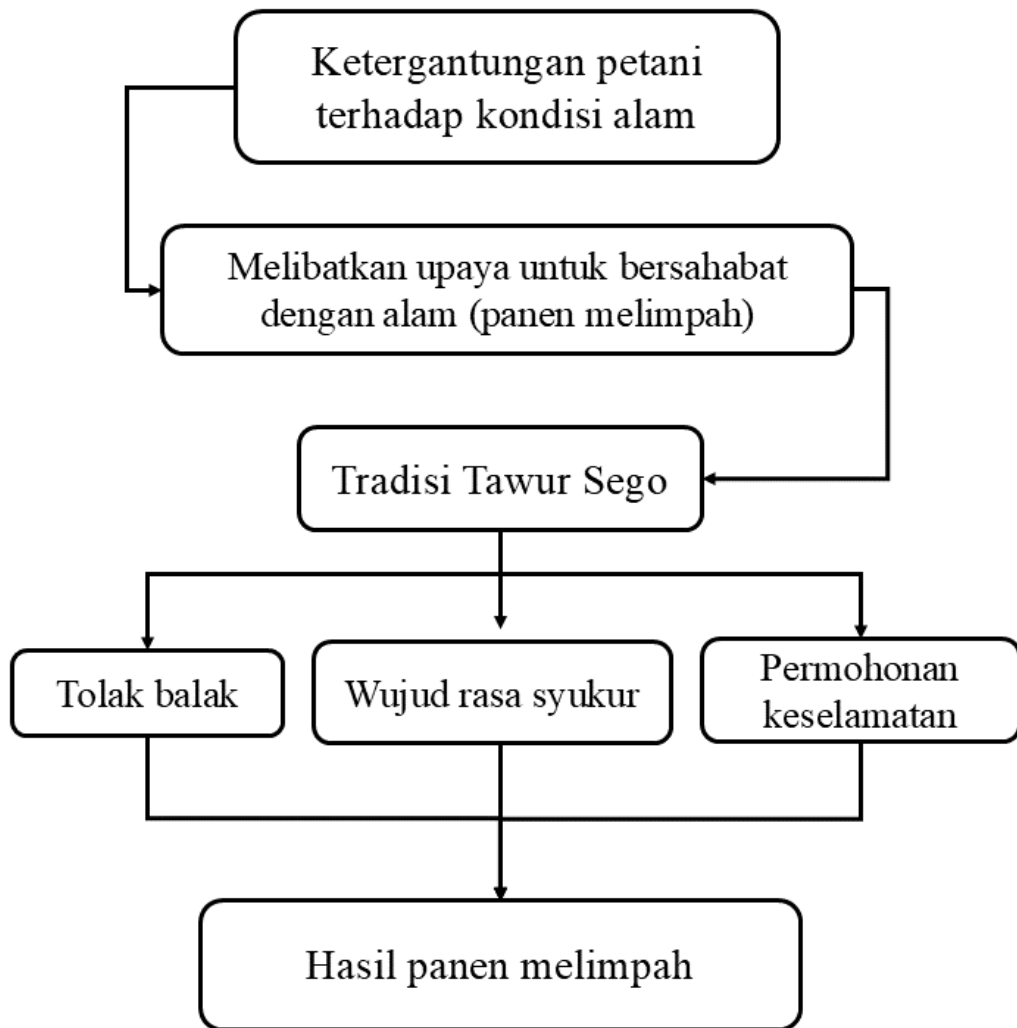 Ketergantungan petani
terhadap kondisi alam
Melibatkan upaya untuk bersahabat
dengan alam (panen melimpah)
Tradisi Tawur Sego
Tolak balak
Wujud rasa syukur
Permohonan
keselamatan
Hasil panen melimpah